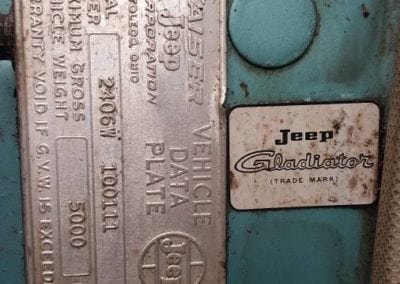 KAISER
Jeep
CORPORATION
TOLEDO, OHIO
VEHICLE
DATA
PLATE
Jeep
2406W 100111
MAXIMUM GROSS
VEHICLE WEIGHT
5000
WARRANTY VOID IF G.V.W. IS EXCEEDED
Jeep
Gladiator
(TRADE MARK)